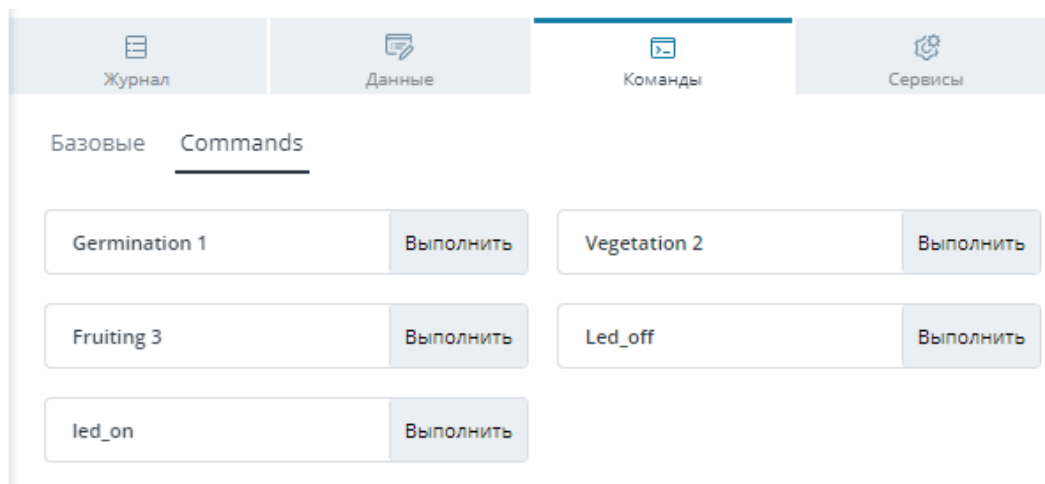 Журнал Данные Команды Сервисы
Базовые Commands
Germination 1 Выполнить Vegetation 2 Выполнить
Fruiting 3 Выполнить Led_off Выполнить
led_on Выполнить